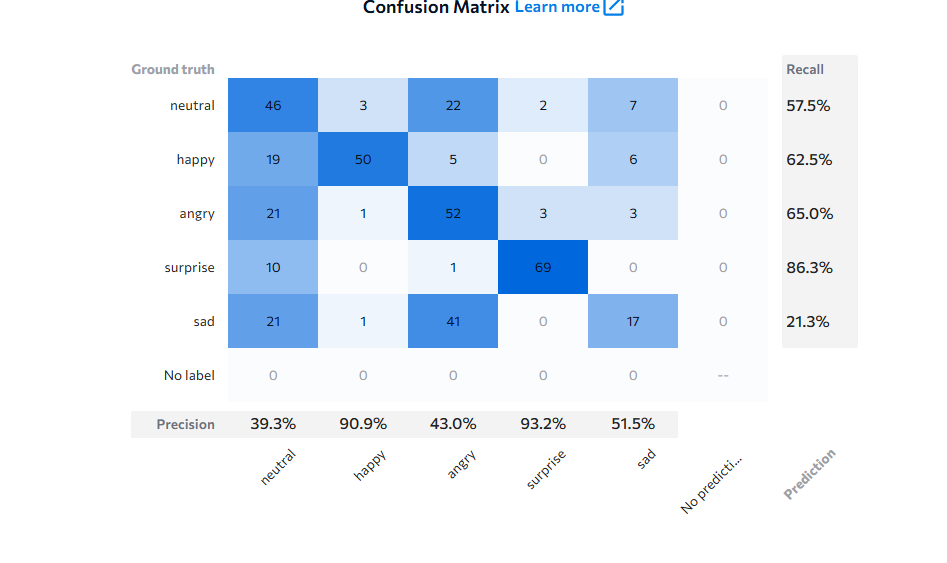 Confusion Matrix Learn more
Ground truth Recall
neutral 46 3 22 2 7 0 57.5%
happy 19 50 5 0 6 0 62.5%
angry 21 1 52 3 3 0 65.0%
surprise 10 0 1 69 0 0 86.3%
sad 21 1 41 0 17 0 21.3%
No label 0 0 0 0 0 --
Precision 39.3% 90.9% 43.0% 93.2% 51.5%
neutral happy angry surprise sad No predicti... Prediction